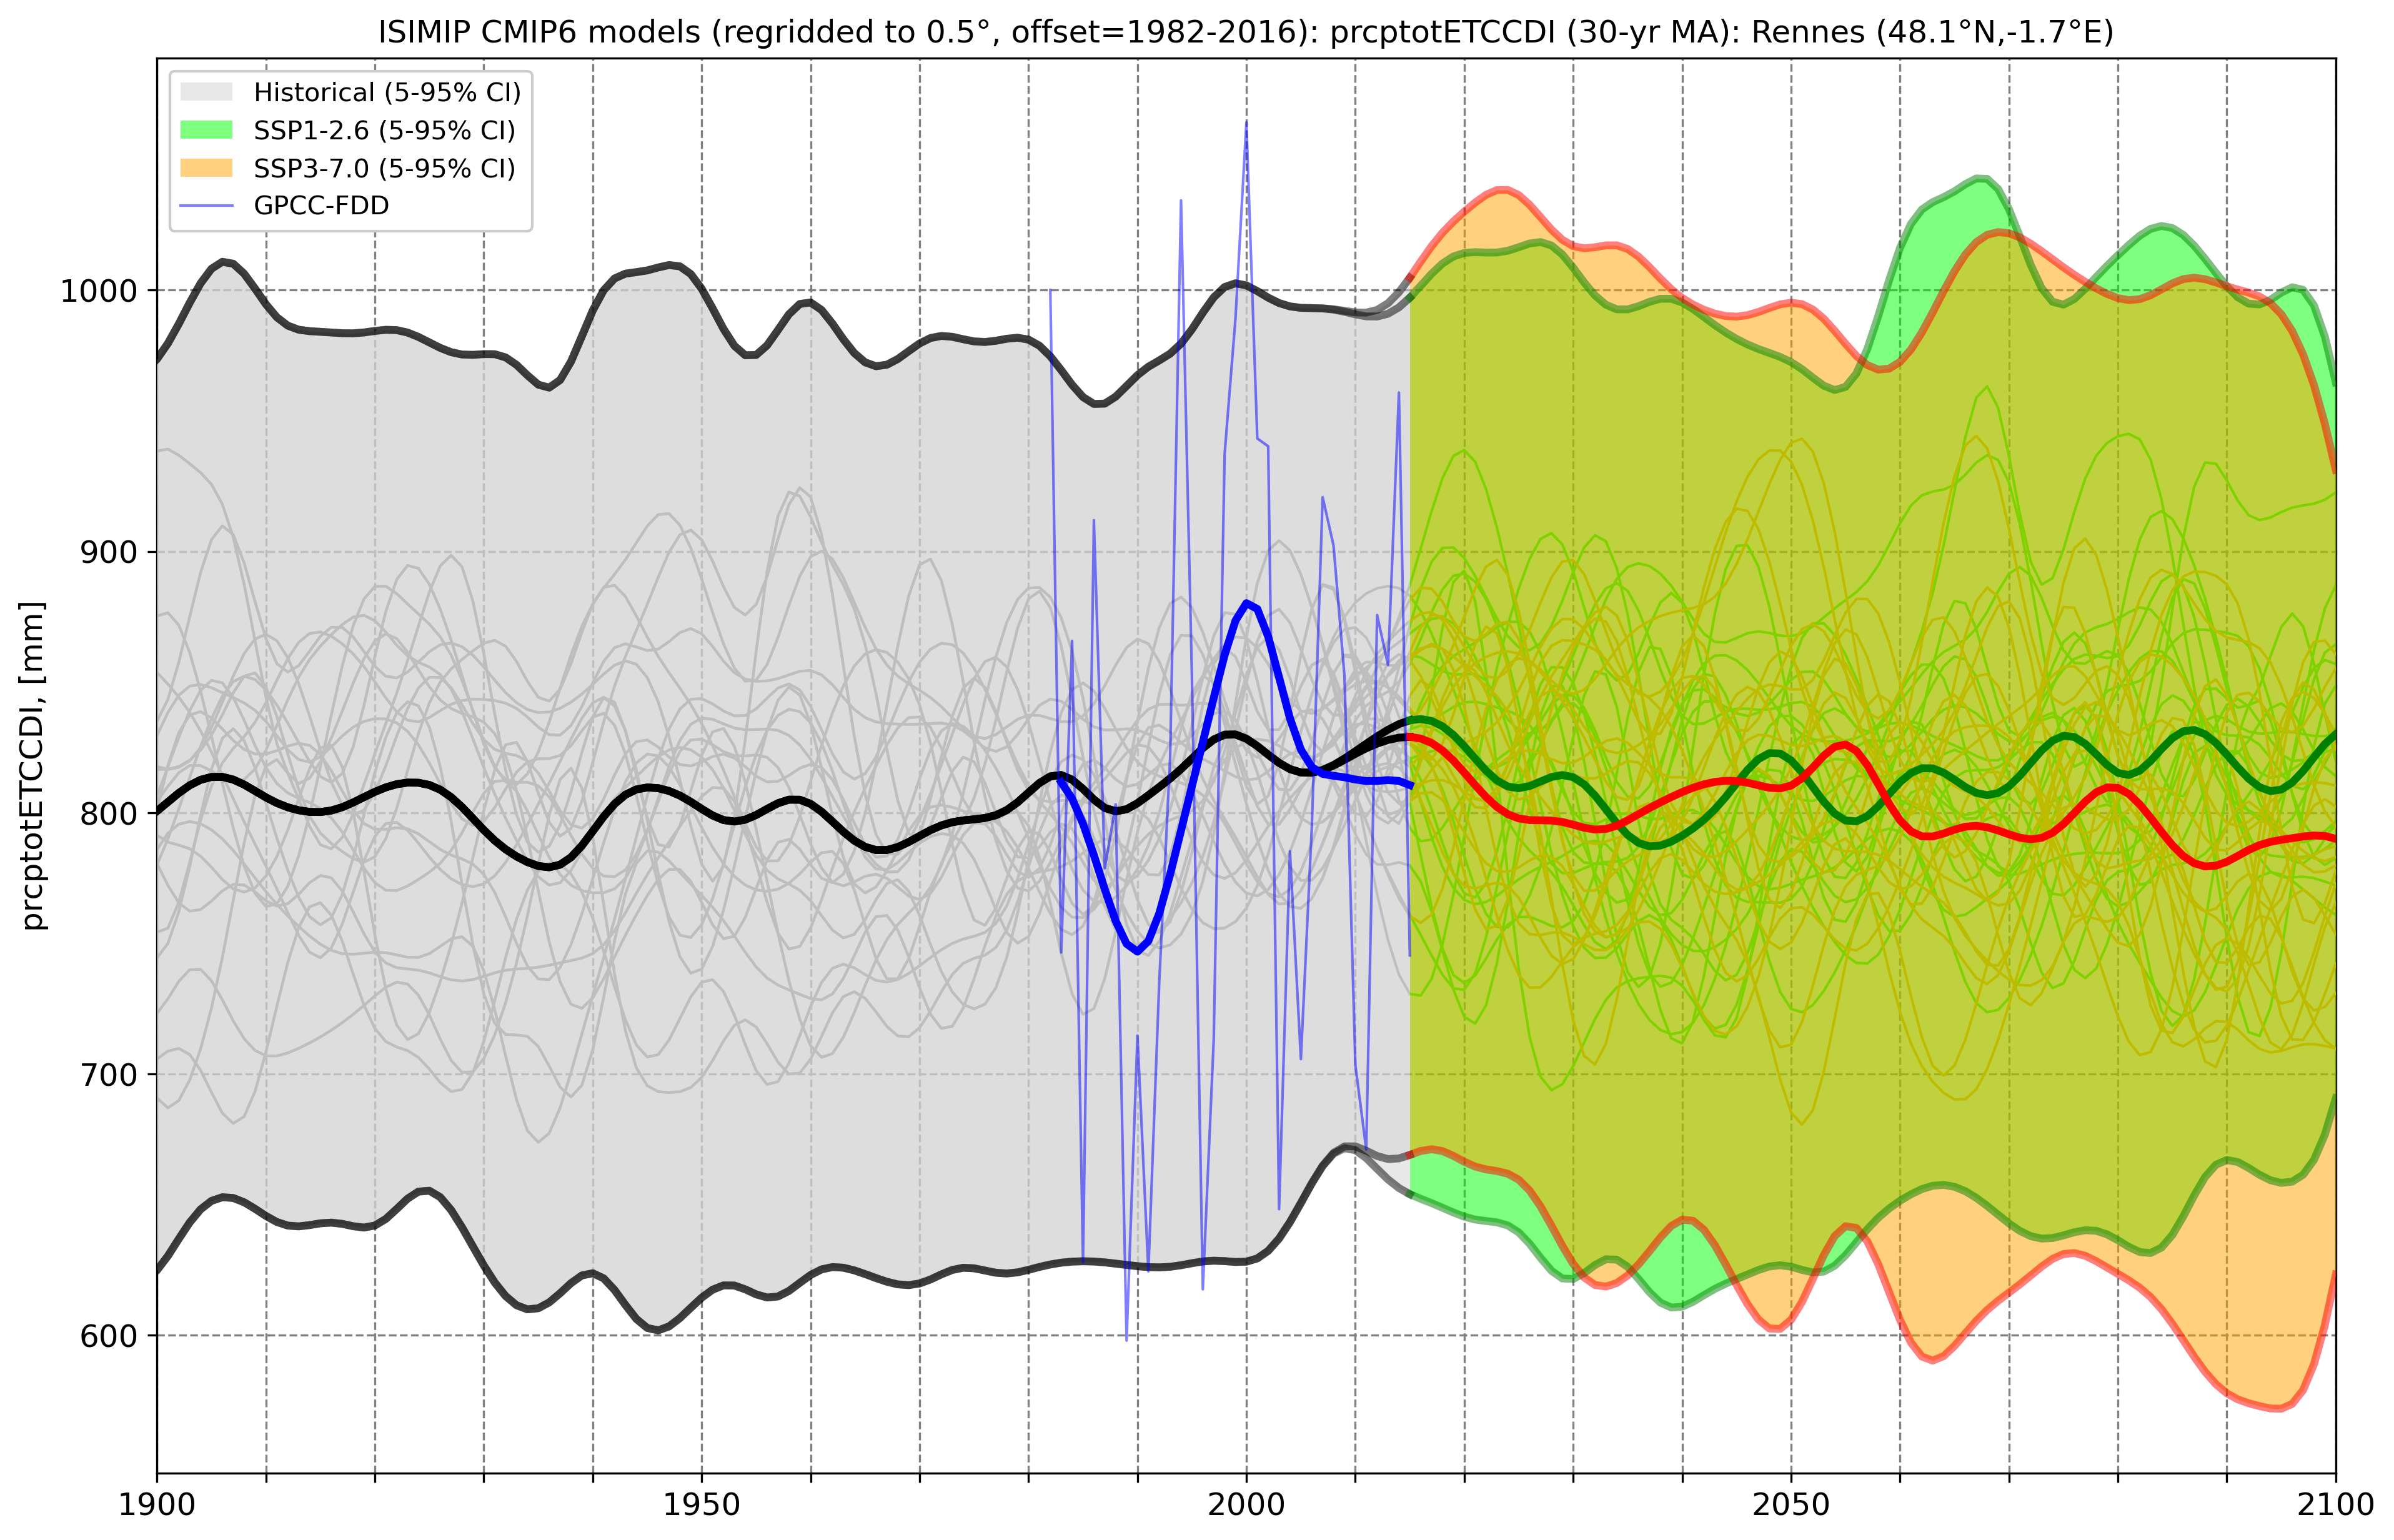 ISIMIP CMIP6 models (regridded to 0.5°, offset=1982-2016): prcptotETCCDI (30-yr MA): Rennes (48.1°N,-1.7°E)
Historical (5-95% CI)
SSP1-2.6 (5-95% CI)
SSP3-7.0 (5-95% CI)
GPCC-FDD
prcptotETCCDI, [mm]
1000
900
800
700
600
1900 1950 2000 2050 2100